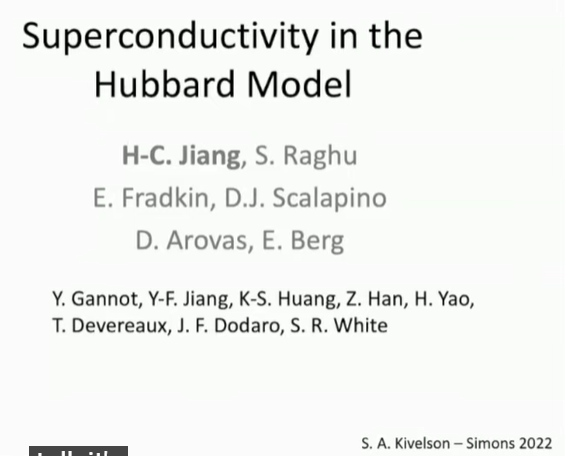 Superconductivity in the
Hubbard Model
H-C. Jiang, S. Raghu
E. Fradkin, D.J. Scalapino
D. Arovas, E. Berg
Y. Gannot, Y-F. Jiang, K-S. Huang, Z. Han, H. Yao,
T. Devereaux, J. F. Dodaro, S. R. White
S. A. Kivelson – Simons 2022